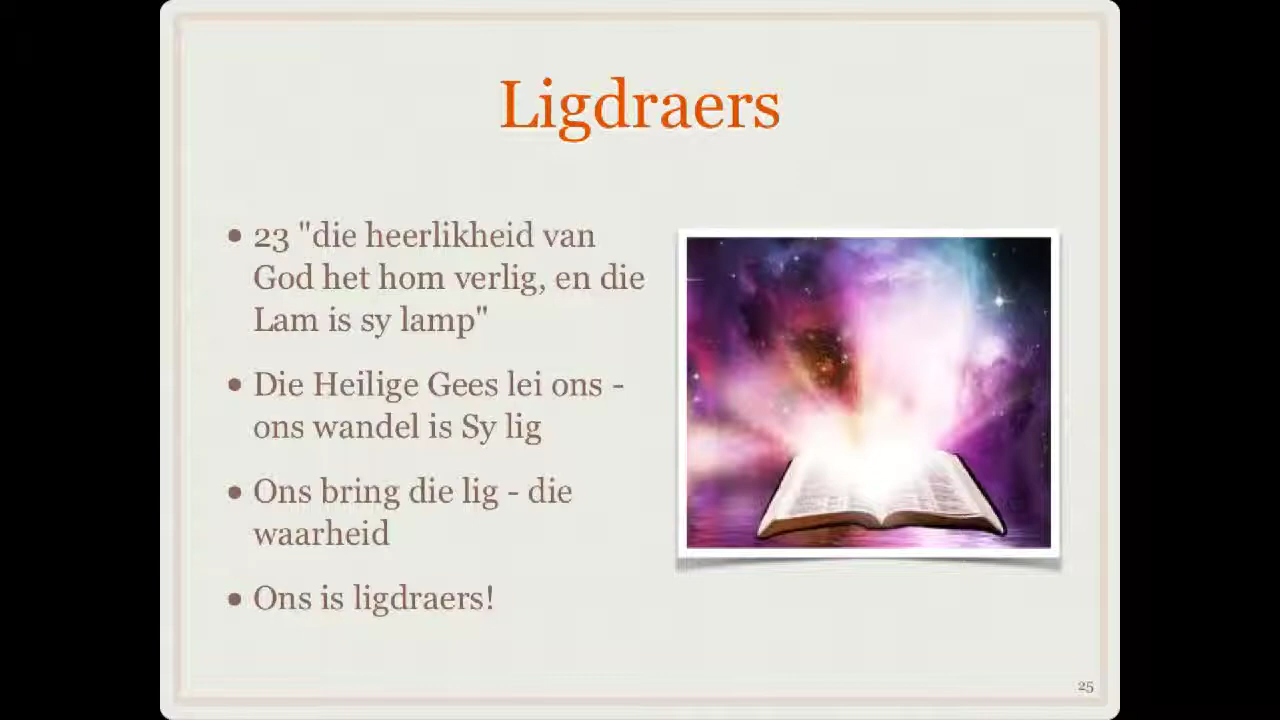 Ligdraers
• 23 "die heerlikheid van
God het hom verlig, en die
Lam is sy lamp"
• Die Heilige Gees lei ons -
ons wandel is Sy lig
• Ons bring die lig - die
waarheid
• Ons is ligdraers!
25